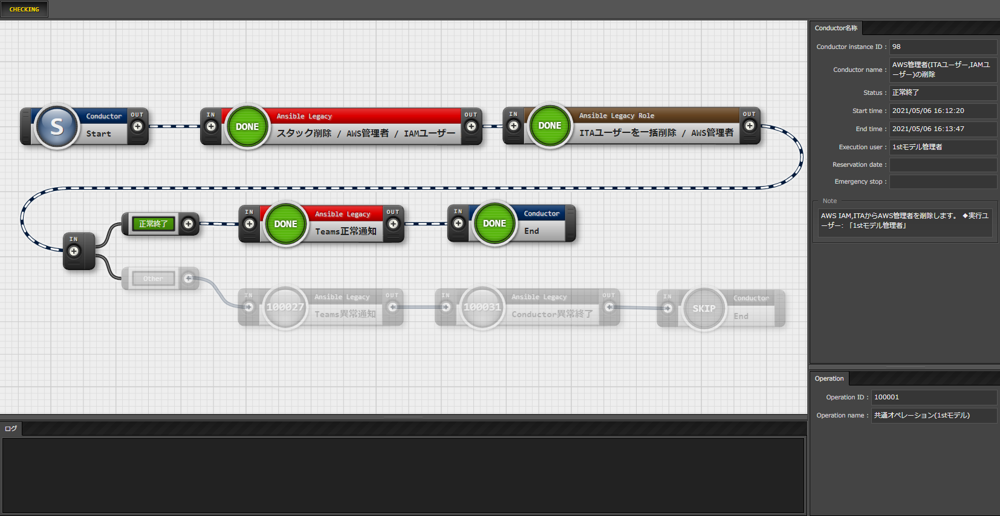 CHECKING
S
Conductor
Start
OUT
IN
DONE
Ansible Legacy
スタック削除 / AWS管理者 / IAMユーザー
OUT
IN
DONE
Ansible Legacy Role
ITAユーザーを一括削除 / AWS管理者
OUT
IN
正常終了
Other
IN
DONE
Ansible Legacy
Teams正常通知
OUT
IN
DONE
Conductor
End
IN
100027
Ansible Legacy
Teams異常通知
OUT
IN
100031
Ansible Legacy
Conductor異常終了
OUT
IN
SKIP
Conductor
End
ログ
Conductor名称
Conductor instance ID : 98
Conductor name : AWS管理者(ITAユーザー,IAMユ
ーザー)の削除
Status : 正常終了
Start time : 2021/05/06 16:12:20
End time : 2021/05/06 16:13:47
Execution user : 1stモデル管理者
Reservation date :
Emergency stop :
Note
AWS IAM,ITAからAWS管理者を削除します。 ◆実行ユ
ーザー: 「1stモデル管理者」
Operation
Operation ID : 100001
Operation name : 共通オペレーション(1stモデル)